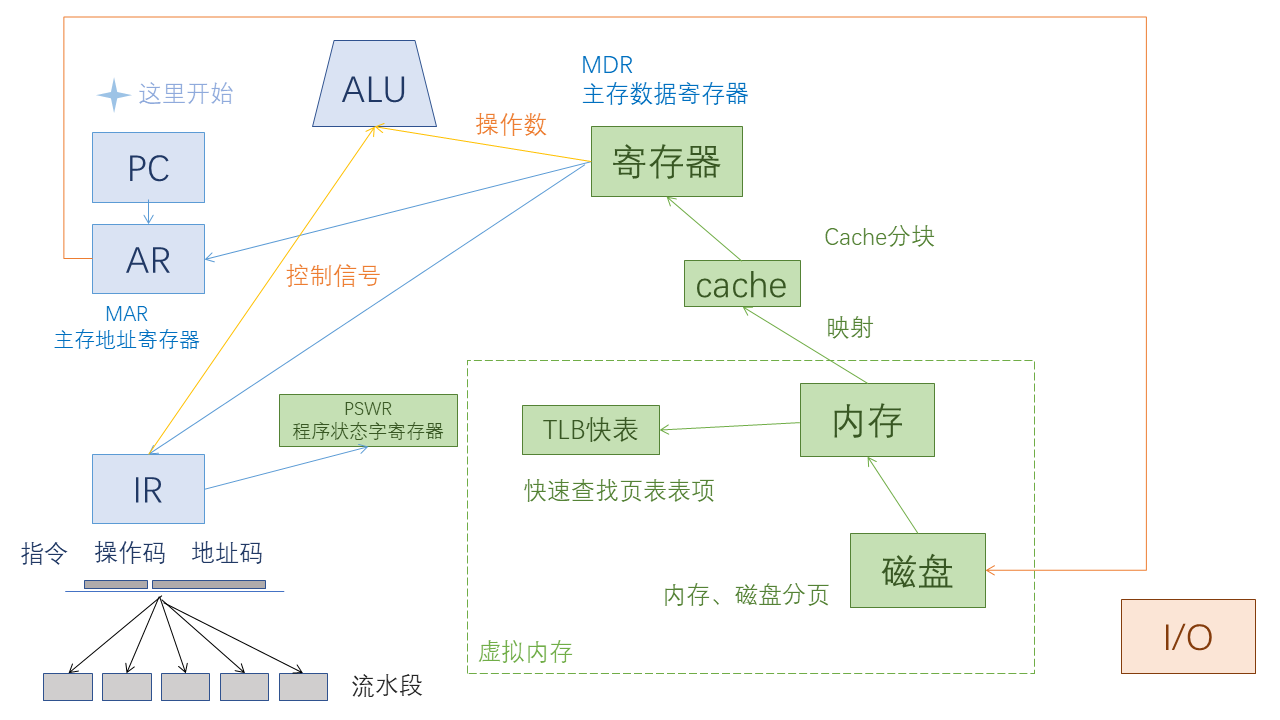 这里开始
PC
AR
MAR
主存地址寄存器
ALU
操作数
MDR
主存数据寄存器
寄存器
控制信号
Cache分块
cache
映射
PSWR
程序状态字寄存器
TLB快表
内存
快速查找页表表项
IR
指令 操作码 地址码
磁盘
内存、磁盘分页
虚拟内存
I/O
流水段